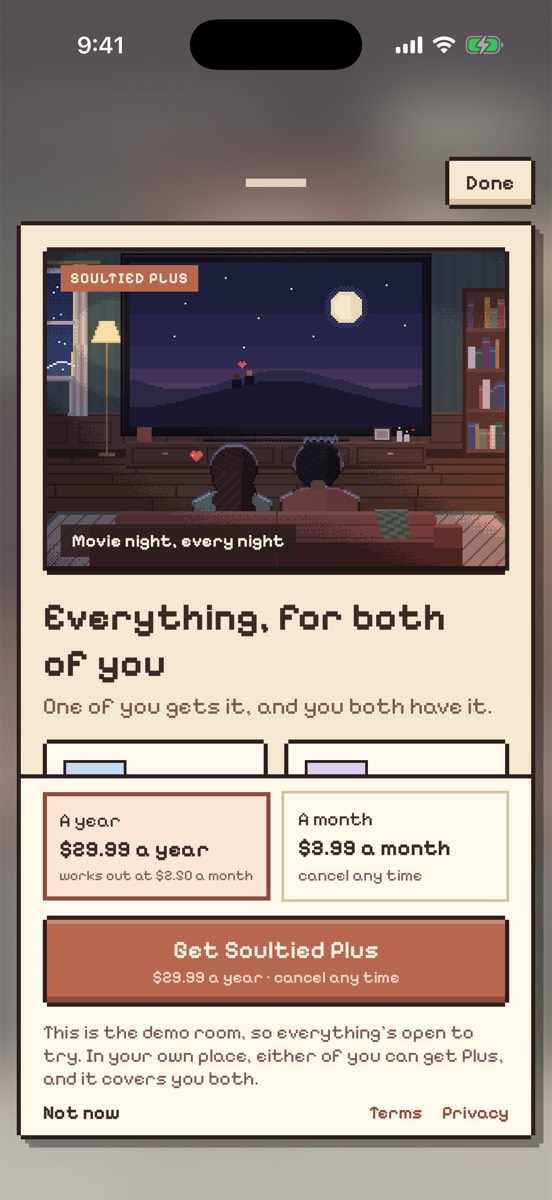 9:41
Done
SOULTIED PLUS
Movie night, every night
Everything, for both
of you
One of you gets it, and you both have it.
A year
$29.99 a year
works out at $2.50 a month
A month
$3.99 a month
cancel any time
Get Soultied Plus
$29.99 a year · cancel any time
This is the demo room, so everything's open to
try. In your own place, either of you can get Plus,
and it covers you both.
Not now
Terms Privacy